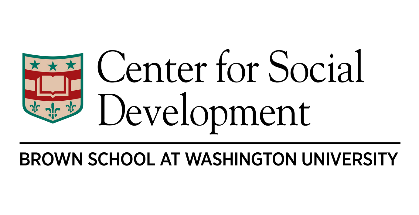 Center for Social
Development
BROWN SCHOOL AT WASHINGTON UNIVERSITY